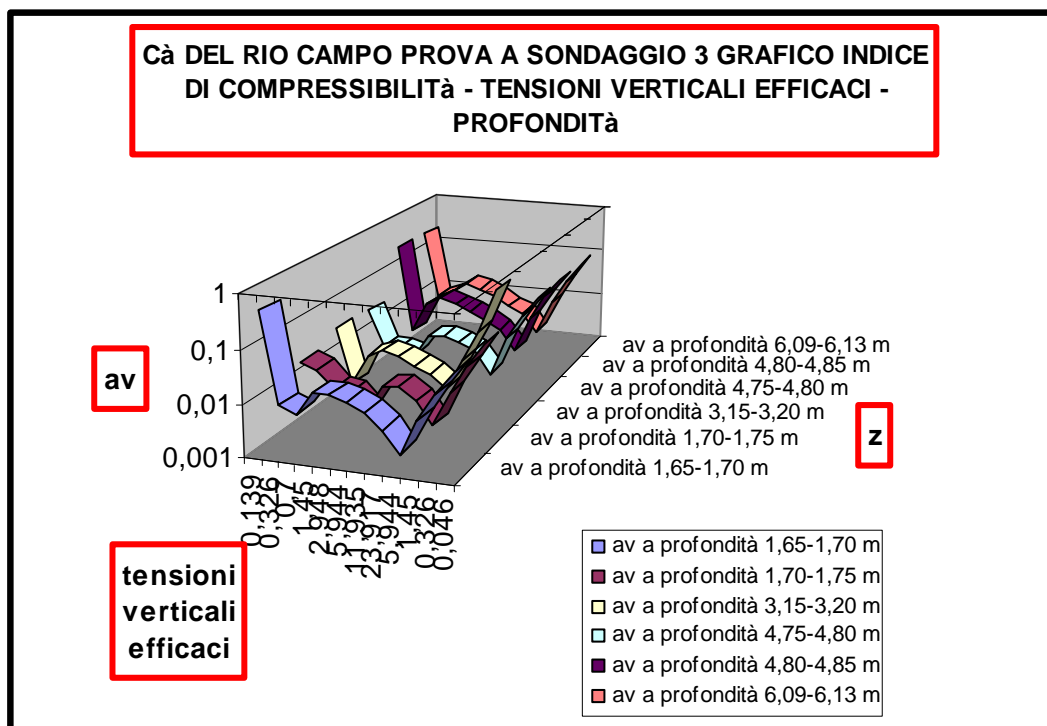 Cà DEL RIO CAMPO PROVA A SONDAGGIO 3 GRAFICO INDICE
DI COMPRESSIBILITà - TENSIONI VERTICALI EFFICACI -
PROFONDITà
1
0,1
0,01
0,001
av
0,139
0,326
0,7
1,45
2,948
5,944
11,935
23,917
5,944
1,45
0,326
0,046
av a profondità 6,09-6,13 m
av a profondità 4,80-4,85 m
av a profondità 4,75-4,80 m
av a profondità 3,15-3,20 m
av a profondità 1,70-1,75 m
av a profondità 1,65-1,70 m
z
tensioni
verticali
efficaci
av a profondità 1,65-1,70 m
av a profondità 1,70-1,75 m
av a profondità 3,15-3,20 m
av a profondità 4,75-4,80 m
av a profondità 4,80-4,85 m
av a profondità 6,09-6,13 m